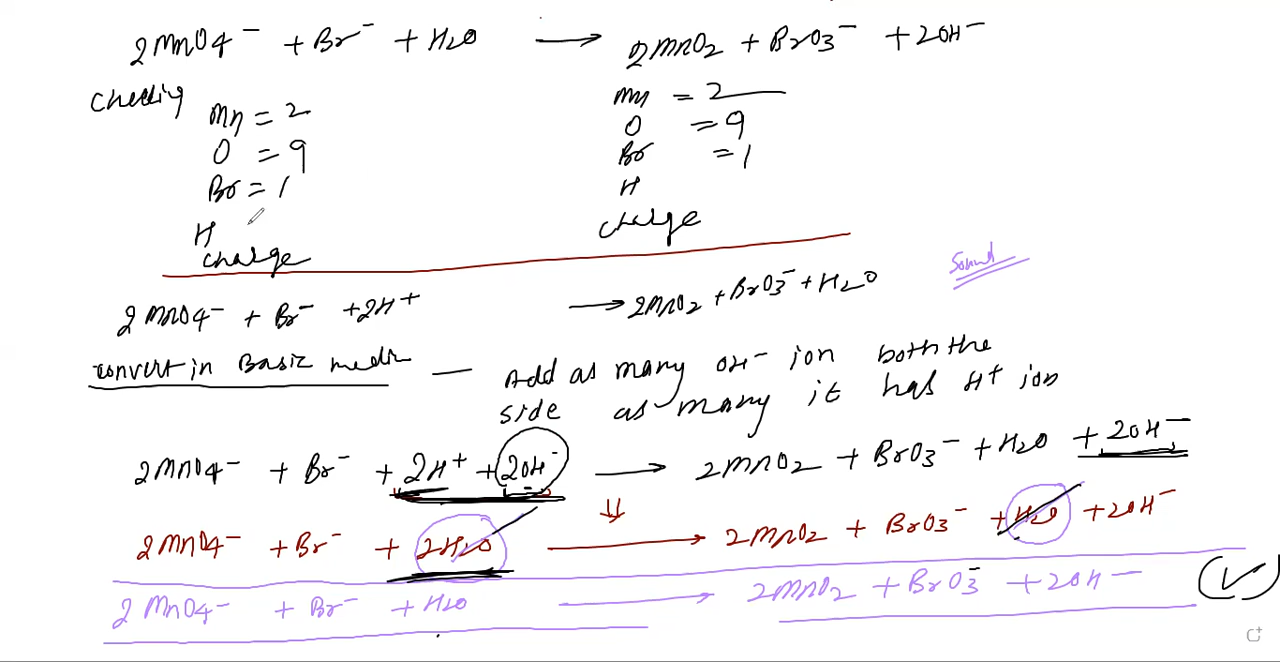 2MnO4⁻ + Br⁻ + H2O ⟶ 2MnO2 + BrO3⁻ + 2OH⁻
Checking
Mn = 2 Mn = 2
O = 9 O = 9
Br = 1 Br = 1
H H
charge charge
Sound
2MnO4⁻ + Br⁻ +2H⁺ ⟶ 2MnO2 + BrO3⁻ + H2O
convert in Basic medi — Add as many OH⁻ ion both the
side as many it has H⁺ ion
2MnO4⁻ + Br⁻ + 2H⁺ + 2OH⁻ ⟶ 2MnO2 + BrO3⁻ + H2O + 2OH⁻
2MnO4⁻ + Br⁻ + 2H2O ⟶ 2MnO2 + BrO3⁻ + H2O + 2OH⁻
2MnO4⁻ + Br⁻ + H2O ⟶ 2MnO2 + BrO3⁻ + 2OH⁻